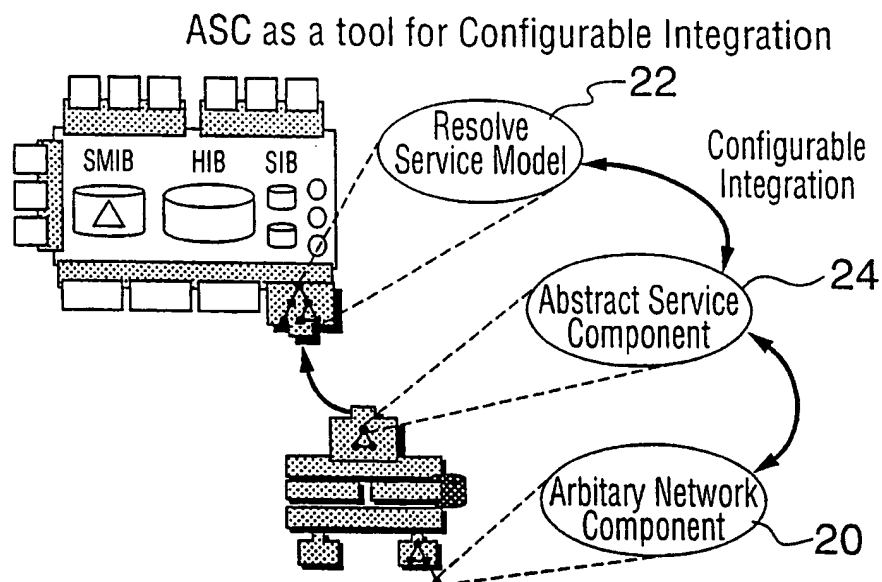 ASC as a tool for Configurable Integration
22
Resolve
Service Model
Configurable
Integration
SMIB HIB SIB
24
Abstract Service
Component
Arbitary Network
Component
20